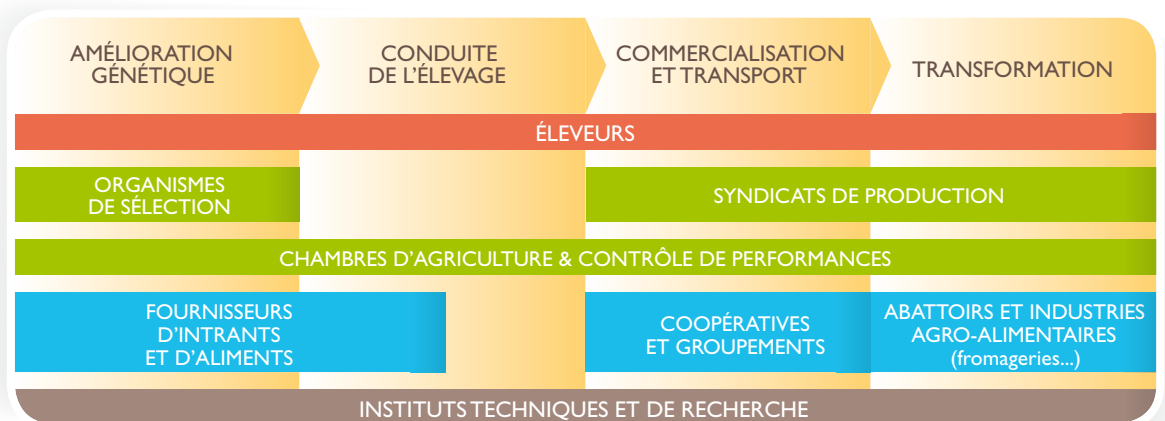 AMÉLIORATION
GÉNÉTIQUE
CONDUITE
DE L'ÉLEVAGE
COMMERCIALISATION
ET TRANSPORT
TRANSFORMATION
ÉLEVEURS
ORGANISMES
DE SÉLECTION
SYNDICATS DE PRODUCTION
CHAMBRES D'AGRICULTURE & CONTRÔLE DE PERFORMANCES
FOURNISSEURS
D'INTRANTS
ET D'ALIMENTS
COOPÉRATIVES
ET GROUPEMENTS
ABATTOIRS ET INDUSTRIES
AGRO-ALIMENTAIRES
(fromageries...)
INSTITUTS TECHNIQUES ET DE RECHERCHE